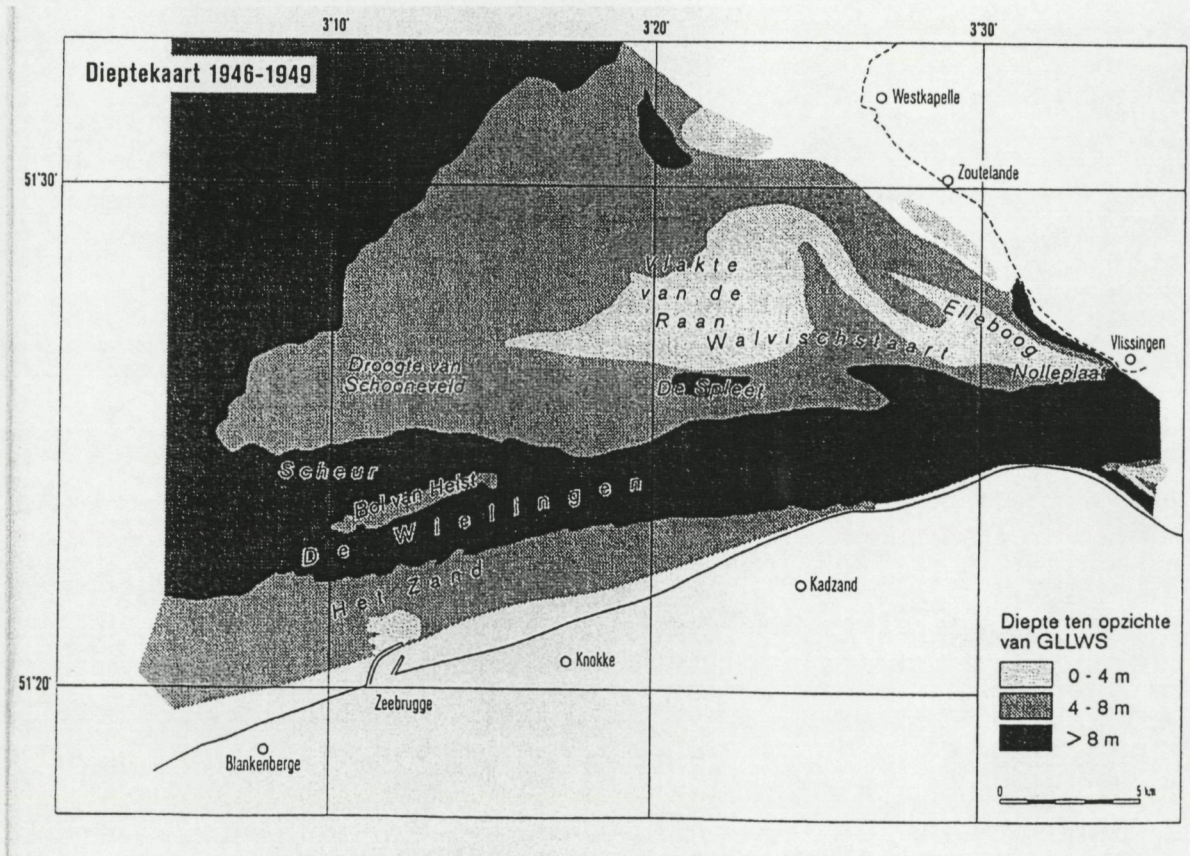 3°10'
3°20'
3°30'
Dieptekaart 1946-1949
Westkapelle
51°30'
Zoutelande
Vlakte
van de
Raan
Walvischstaart
Elleboog
Vlissingen
Nolleplaat
Droogte van
Schooneveld
De Spleet
Scheur
Bol van Heist
De Wielingen
Het Zand
Kadzand
Knokke
51°20'
Zeebrugge
Blankenberge
Diepte ten opzichte
van GLLWS
0 - 4 m
4 - 8 m
> 8 m
0
5 km